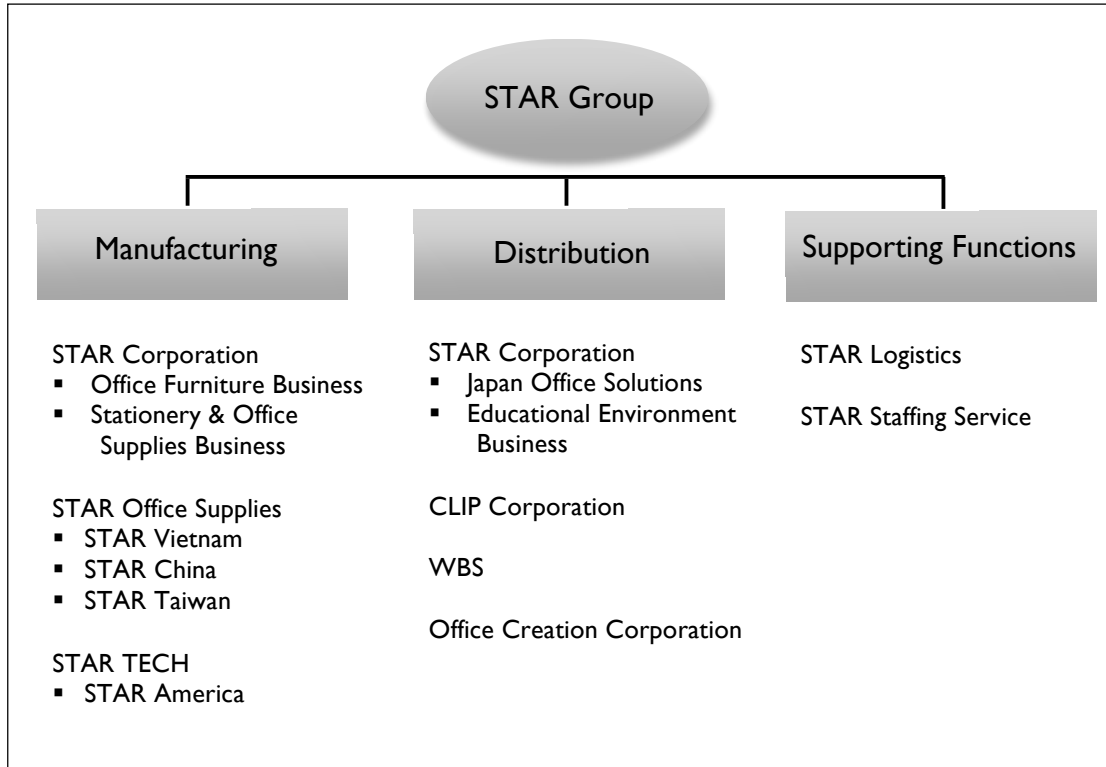 STAR Group
Manufacturing
STAR Corporation
▪ Office Furniture Business
▪ Stationery & Office
Supplies Business
STAR Office Supplies
▪ STAR Vietnam
▪ STAR China
▪ STAR Taiwan
STAR TECH
▪ STAR America
Distribution
STAR Corporation
▪ Japan Office Solutions
▪ Educational Environment
Business
CLIP Corporation
WBS
Office Creation Corporation
Supporting Functions
STAR Logistics
STAR Staffing Service